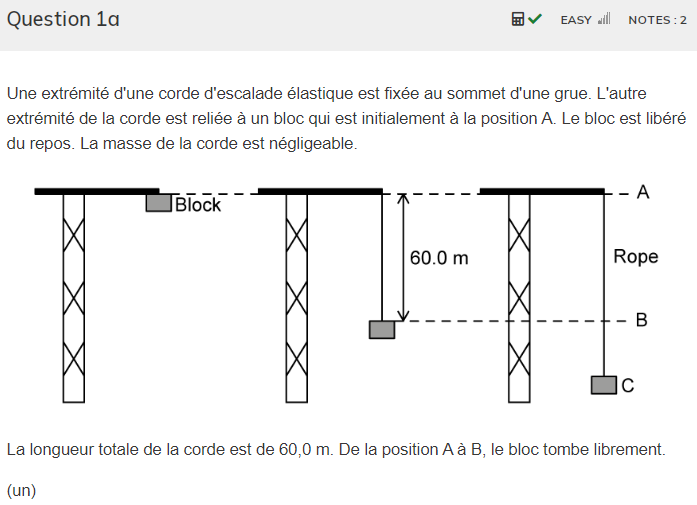 Question 1a
EASY
NOTES : 2
Une extrémité d'une corde d'escalade élastique est fixée au sommet d'une grue. L'autre
extrémité de la corde est reliée à un bloc qui est initialement à la position A. Le bloc est libéré
du repos. La masse de la corde est négligeable.
A
Block
60.0 m
Rope
B
C
La longueur totale de la corde est de 60,0 m. De la position A à B, le bloc tombe librement.
(un)